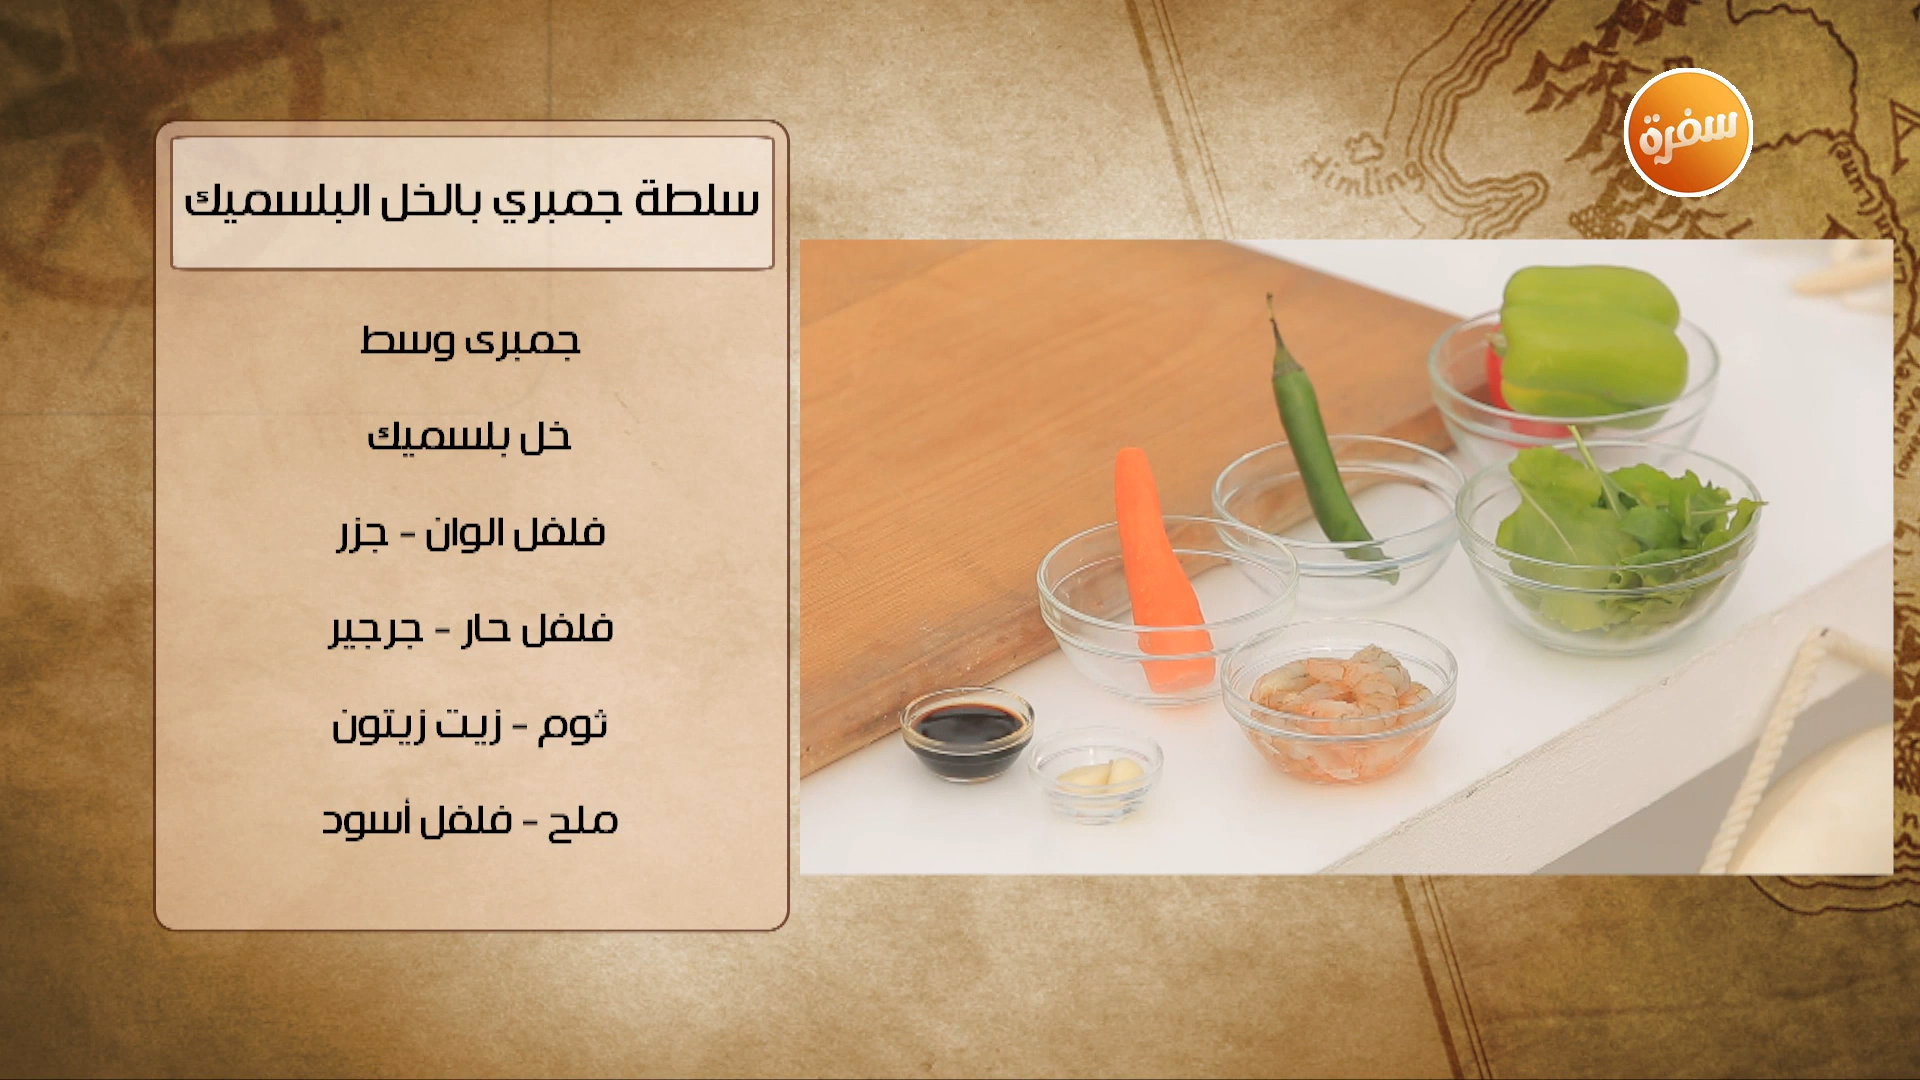 سفرة
سلطة جمبري بالخل البلسميك
جمبرى وسط
خل بلسميك
فلفل الوان - جزر
فلفل حار - جرجير
ثوم - زيت زيتون
ملح - فلفل أسود
Himling